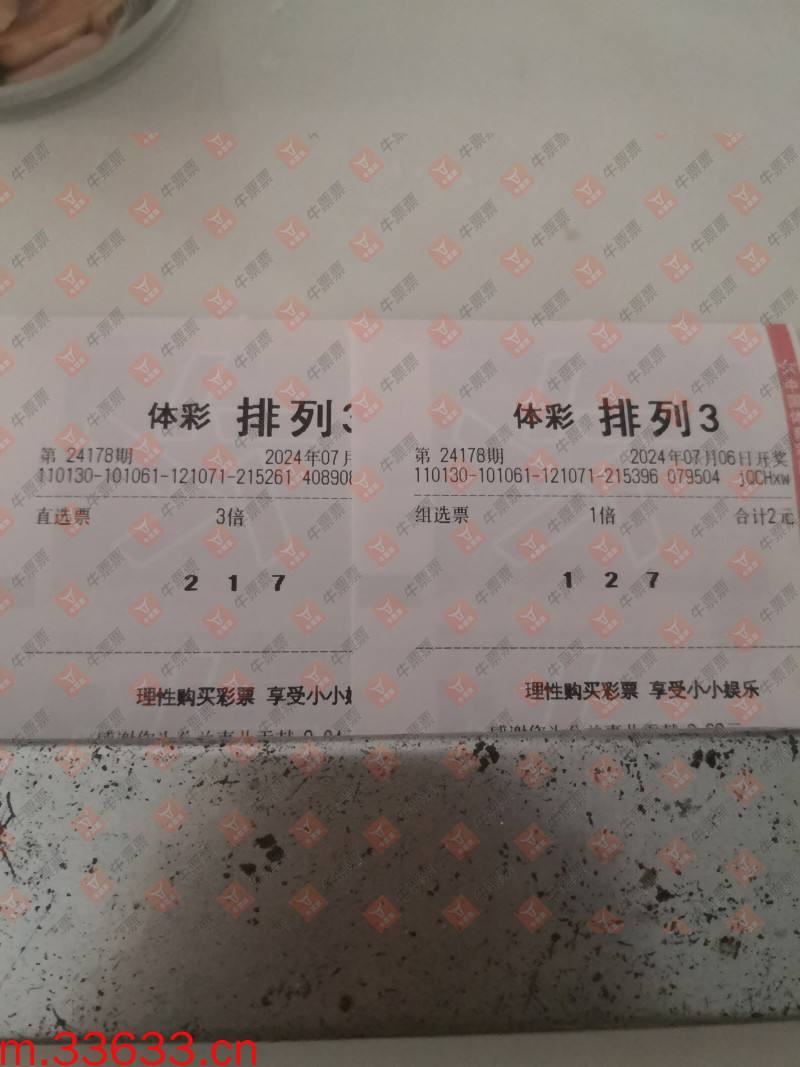 体彩 排列3
第 24178期 2024年07月
110130-101061-121071-215261 408908
直选票 3倍
2 1 7
理性购买彩票 享受小小
体彩 排列3
第 24178期 2024年07月06日开奖
110130-101061-121071-215396 079504 jQCHxw
组选票 1倍 合计2元
1 2 7
理性购买彩票 享受小小娱乐
牛票票
m.33633.cn